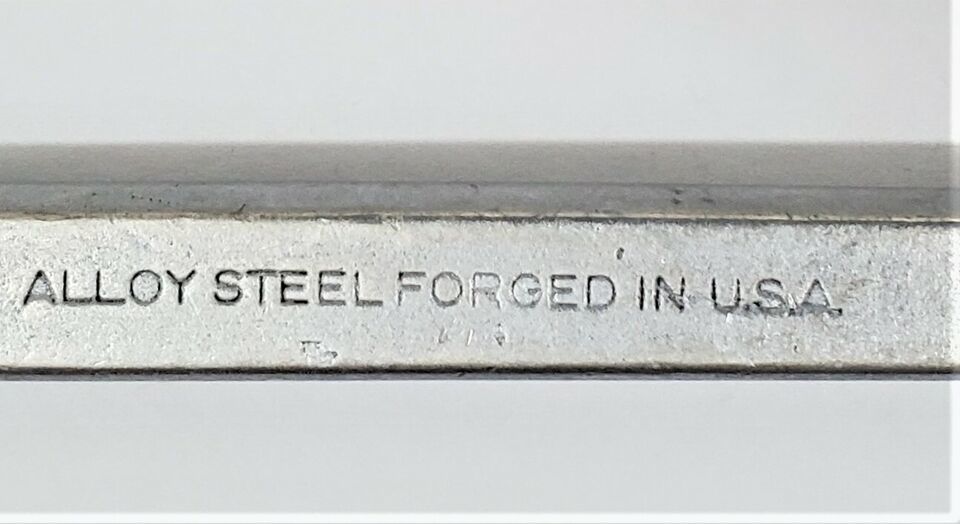 ALLOY STEEL FORGED IN U.S.A.